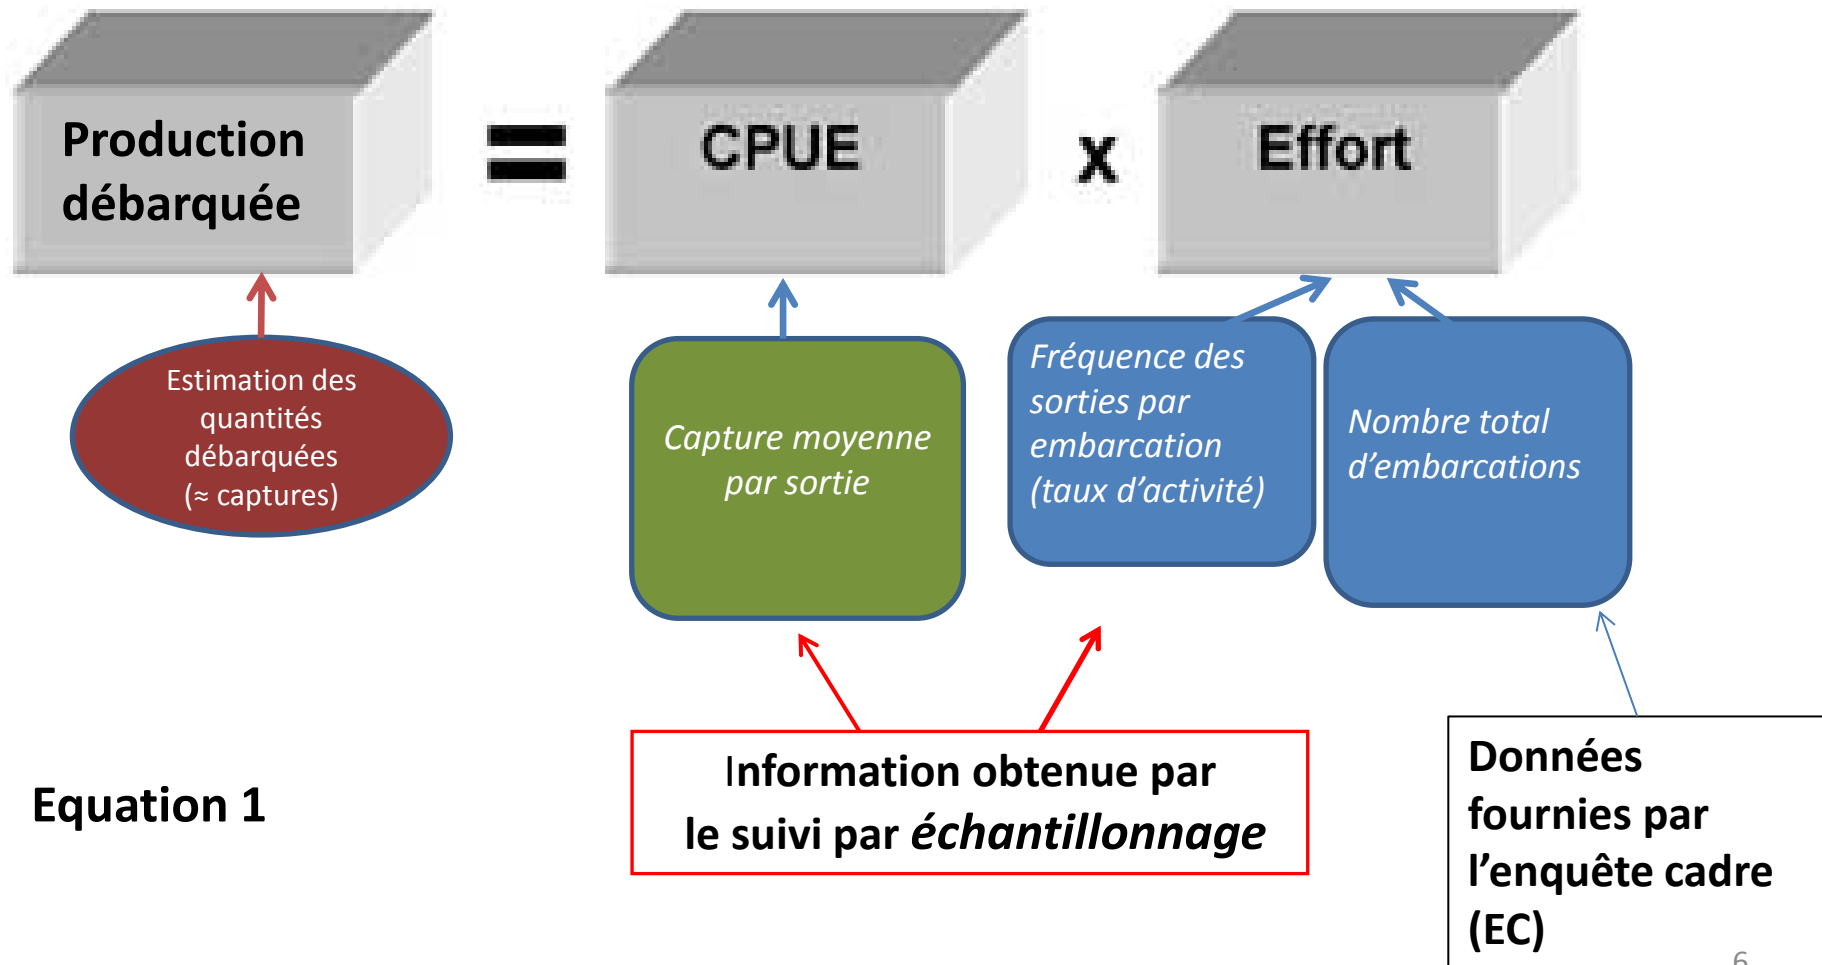 Production
débarquée
=
CPUE
x
Effort
Estimation des
quantités
débarquées
(≈ captures)
Capture moyenne
par sortie
Fréquence des
sorties par
embarcation
(taux d’activité)
Nombre total
d’embarcations
Information obtenue par
le suivi par échantillonnage
Equation 1
Données
fournies par
l’enquête cadre
(EC)
6